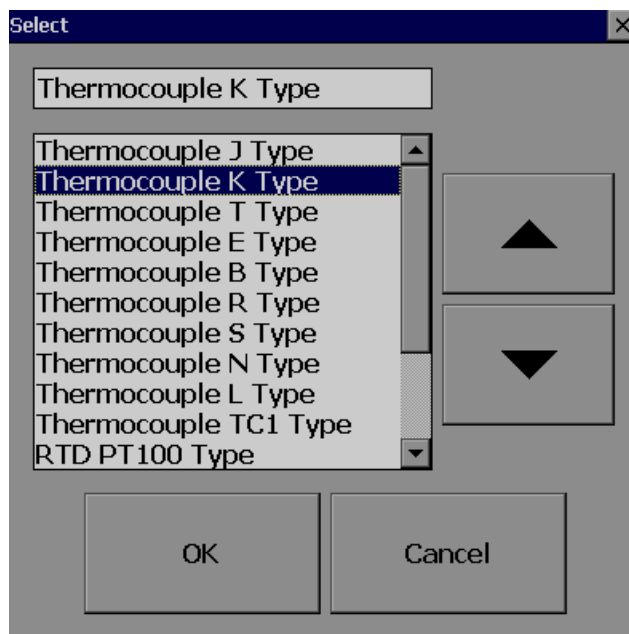 Select
Thermocouple K Type
Thermocouple J Type
Thermocouple K Type
Thermocouple T Type
Thermocouple E Type
Thermocouple B Type
Thermocouple R Type
Thermocouple S Type
Thermocouple N Type
Thermocouple L Type
Thermocouple TC1 Type
RTD PT100 Type
OK
Cancel